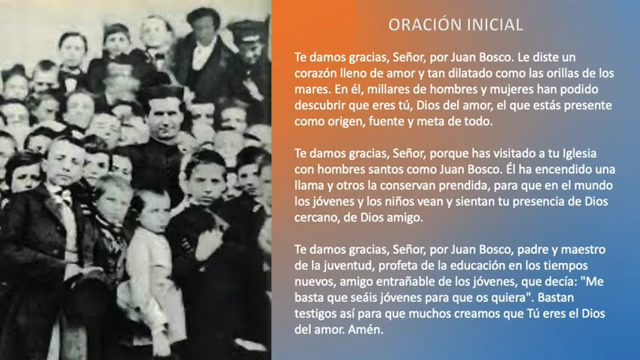 ORACIÓN INICIAL
Te damos gracias, Señor, por Juan Bosco. Le diste un
corazón lleno de amor y tan dilatado como las orillas de los
mares. En él, millares de hombres y mujeres han podido
descubrir que eres tú, Dios del amor, el que estás presente
como origen, fuente y meta de todo.
Te damos gracias, Señor, porque has visitado a tu Iglesia
con hombres santos como Juan Bosco. Él ha encendido una
llama y otros la conservan prendida, para que en el mundo
los jóvenes y los niños vean y sientan tu presencia de Dios
cercano, de Dios amigo.
Te damos gracias, Señor, por Juan Bosco, padre y maestro
de la juventud, profeta de la educación en los tiempos
nuevos, amigo entrañable de los jóvenes, que decía: "Me
basta que seáis jóvenes para que os quiera". Bastan
testigos así para que muchos creamos que Tú eres el Dios
del amor. Amén.